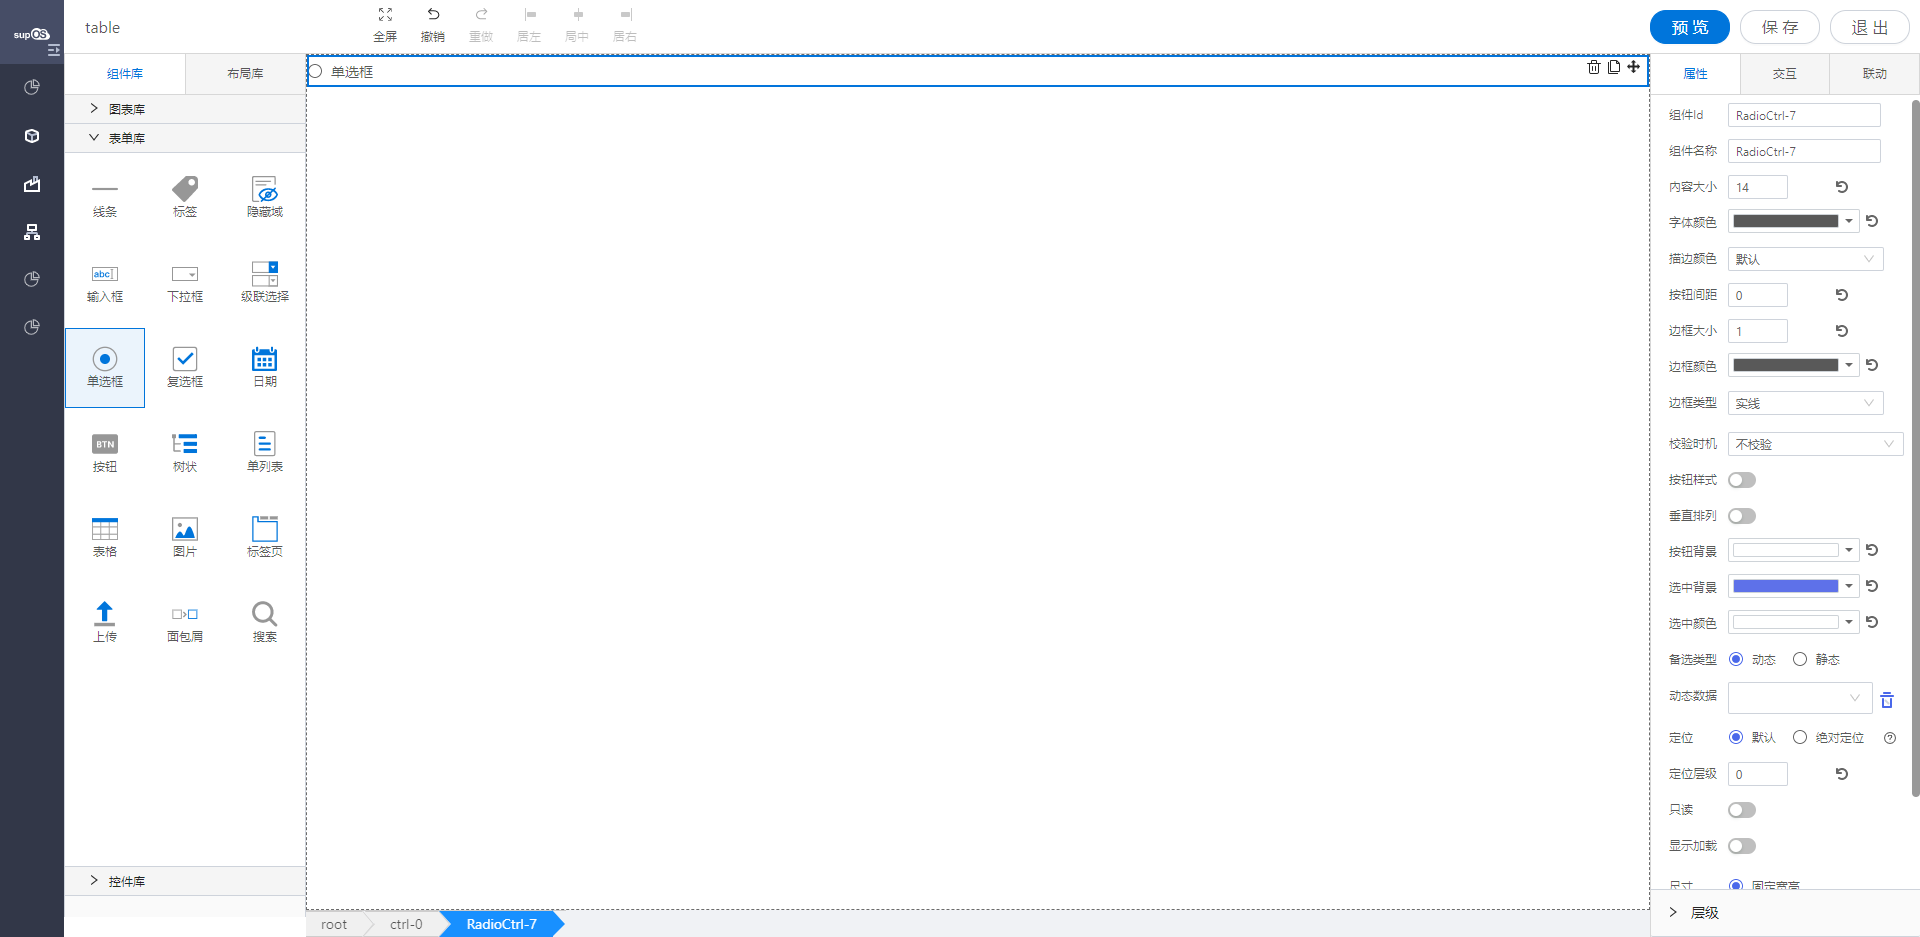 supOS
table
全屏
撤销
重做
居左
局中
居右
预 览
保 存
退 出
组件库
布局库
图表库
表单库
线条
标签
隐藏域
abc
输入框
下拉框
级联选择
单选框
复选框
日期
BTN
按钮
树状
单列表
表格
图片
标签页
上传
面包屑
搜索
控件库
单选框
root
ctrl-0
RadioCtrl-7
属性
交互
联动
组件Id
RadioCtrl-7
组件名称
RadioCtrl-7
内容大小
14
字体颜色
描边颜色
默认
按钮间距
0
边框大小
1
边框颜色
边框类型
实线
校验时机
不校验
按钮样式
垂直排列
按钮背景
选中背景
选中颜色
备选类型
动态
静态
动态数据
定位
默认
绝对定位
定位层级
0
只读
显示加载
尺寸
固定宽高
层级